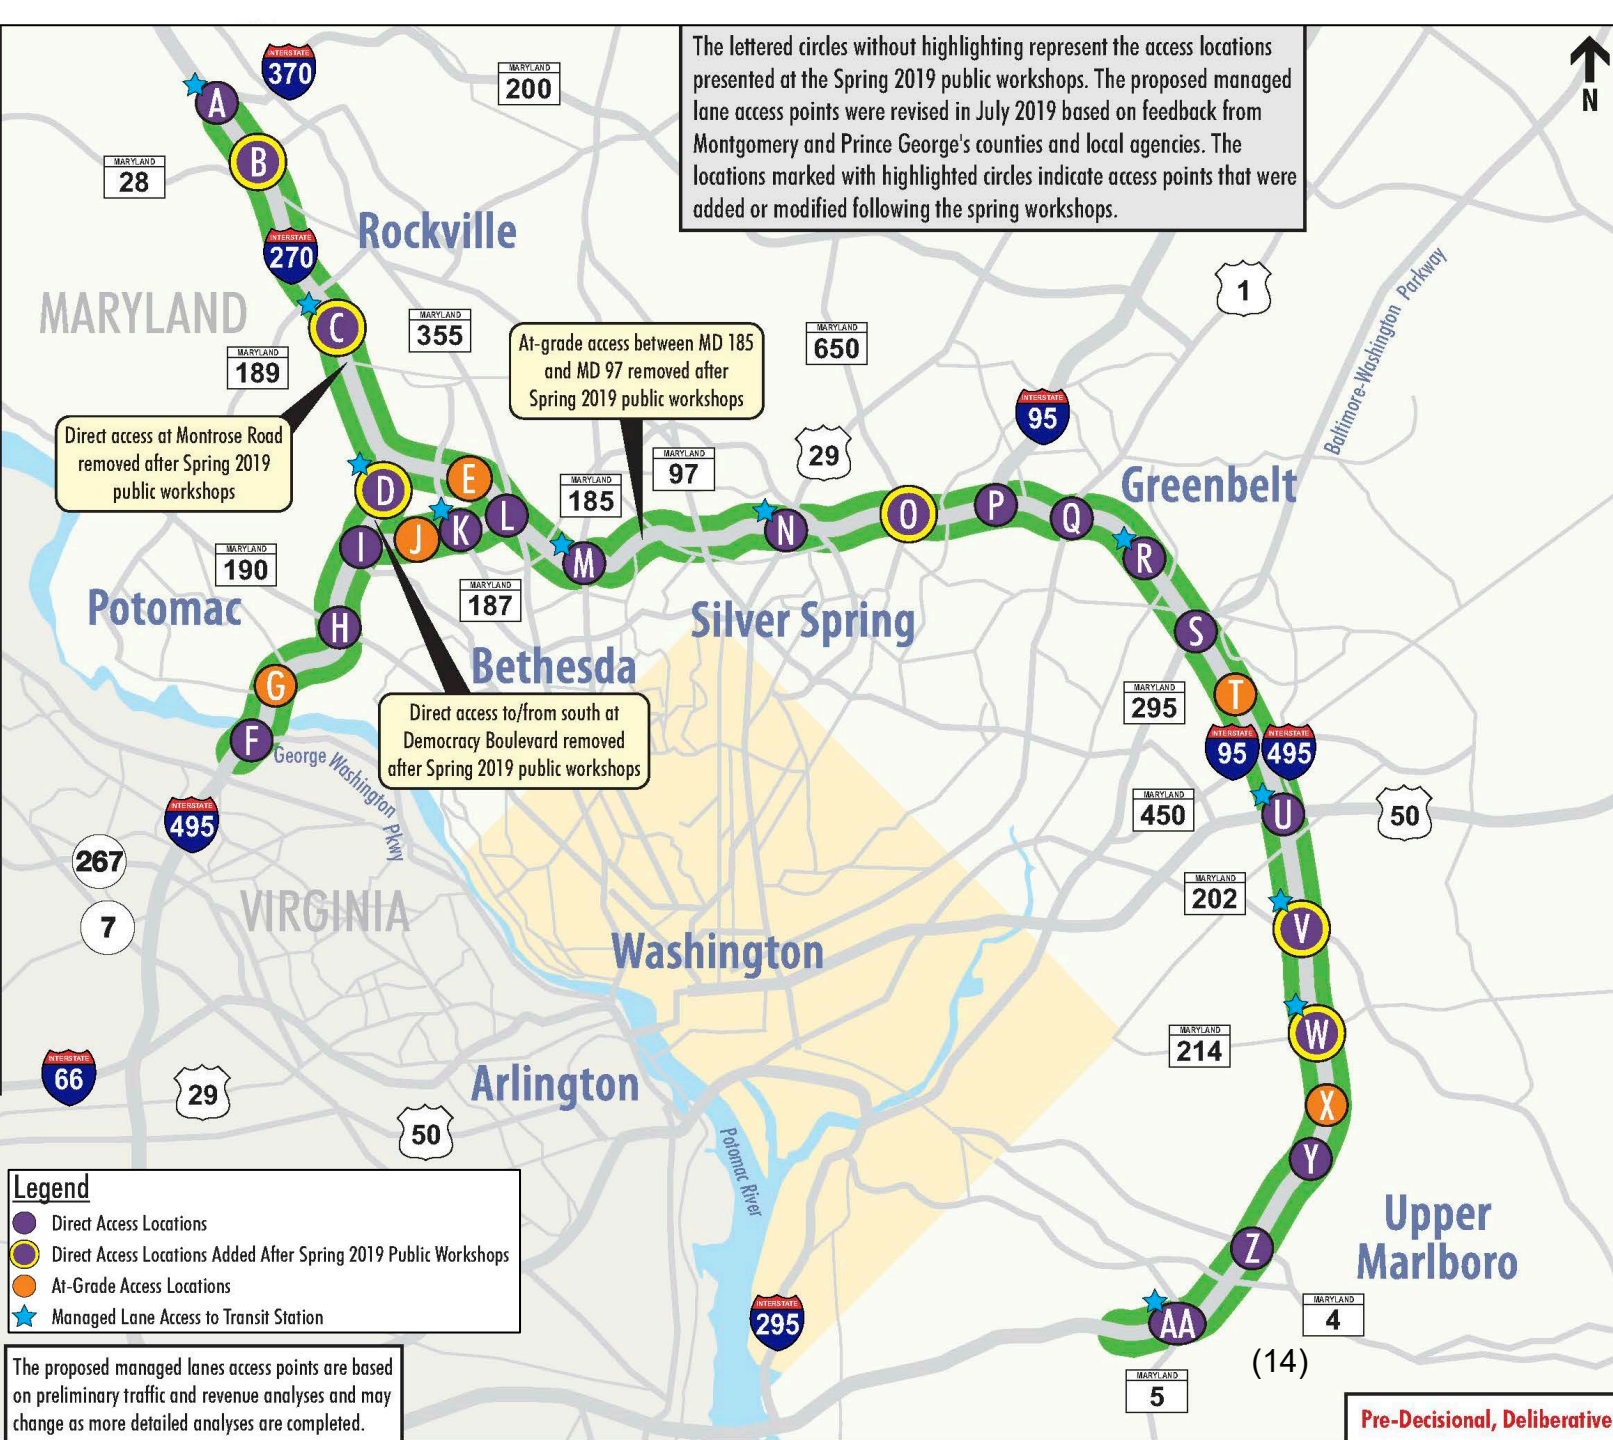 The lettered circles without highlighting represent the access locations
presented at the Spring 2019 public workshops. The proposed managed
lane access points were revised in July 2019 based on feedback from
Montgomery and Prince George's counties and local agencies. The
locations marked with highlighted circles indicate access points that were
added or modified following the spring workshops.
N
INTERSTATE
370
MARYLAND
200
A
B
MARYLAND
28
Rockville
INTERSTATE
270
MARYLAND
C
MARYLAND
355
MARYLAND
189
At-grade access between MD 185
and MD 97 removed after
Spring 2019 public workshops
MARYLAND
650
1
Baltimore-Washington Parkway
INTERSTATE
95
Direct access at Montrose Road
removed after Spring 2019
public workshops
29
MARYLAND
97
MARYLAND
185
Greenbelt
D
E
I
J
K
L
M
N
O
P
Q
R
MARYLAND
190
MARYLAND
187
Potomac
H
Silver Spring
S
Bethesda
G
F
T
MARYLAND
295
Direct access to/from south at
Democracy Boulevard removed
after Spring 2019 public workshops
George Washington Pkwy
INTERSTATE
95
INTERSTATE
495
INTERSTATE
495
MARYLAND
450
U
50
267
7
VIRGINIA
MARYLAND
202
V
Washington
W
MARYLAND
214
INTERSTATE
66
29
Arlington
50
X
Potomac River
Y
Upper
Marlboro
Z
AA
INTERSTATE
295
MARYLAND
4
(14)
MARYLAND
5
Legend
Direct Access Locations
Direct Access Locations Added After Spring 2019 Public Workshops
At-Grade Access Locations
Managed Lane Access to Transit Station
The proposed managed lanes access points are based
on preliminary traffic and revenue analyses and may
change as more detailed analyses are completed.
Pre-Decisional, Deliberative